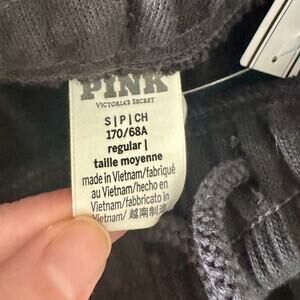 PINK
VICTORIA'S SECRET
S|P|CH
170/68A
regular |
taille moyenne
made in Vietnam/fabriqué
au Vietnam/hecho en
Vietnam/fabbricato in
Vietnam/越南制造